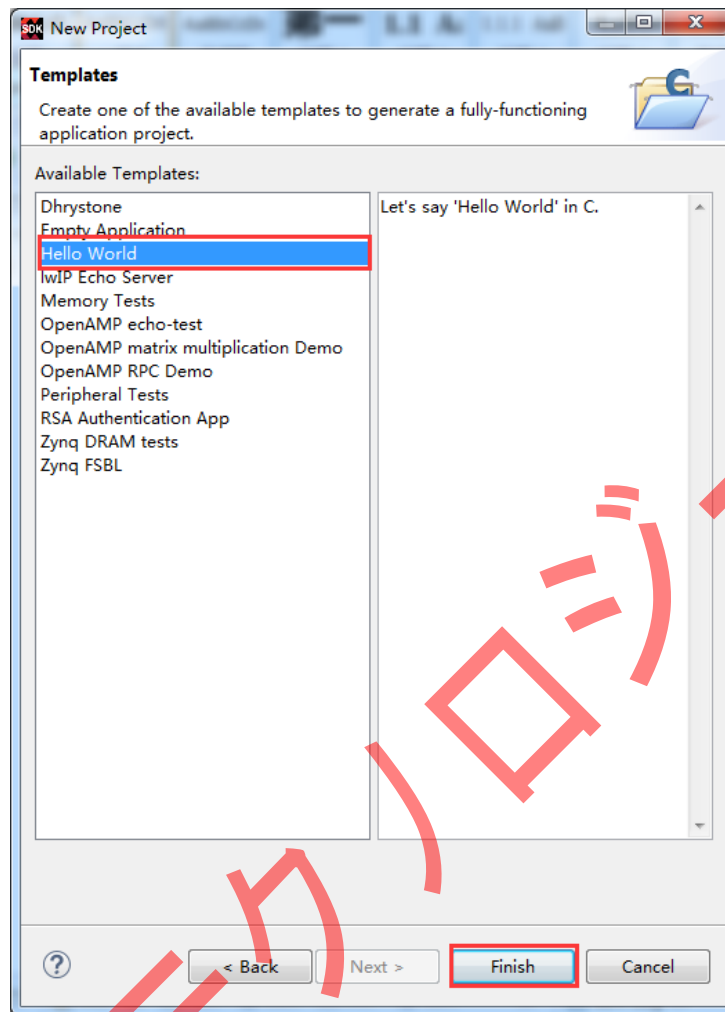 SDK New Project
Templates
Create one of the available templates to generate a fully-functioning
application project.
C
Available Templates:
Dhrystone
Empty Application
Hello World
lwIP Echo Server
Memory Tests
OpenAMP echo-test
OpenAMP matrix multiplication Demo
OpenAMP RPC Demo
Peripheral Tests
RSA Authentication App
Zynq DRAM tests
Zynq FSBL
Let's say 'Hello World' in C.
クノロジ
? < Back Next > Finish Cancel